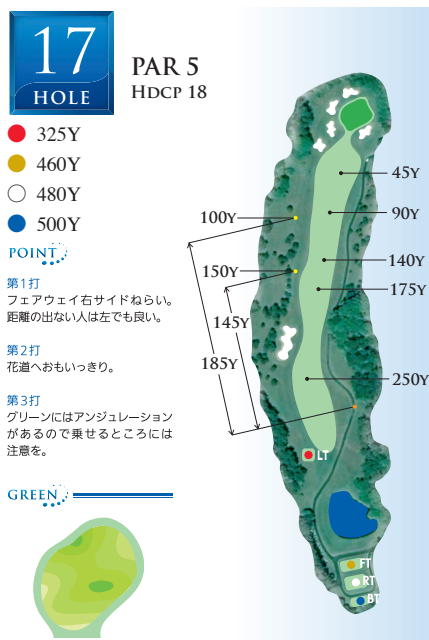 17
HOLE
PAR 5
HDCP 18
325Y
460Y
480Y
500Y
POINT
第1打
フェアウェイ右サイドねらい。
距離の出ない人は左でも良い。
第2打
花道へおもいっきり。
第3打
グリーンにはアンジュレーション
があるので乗せるところには
注意を。
GREEN
45Y
90Y
100Y
140Y
150Y
175Y
145Y
185Y
250Y
LT
FT
RT
BT